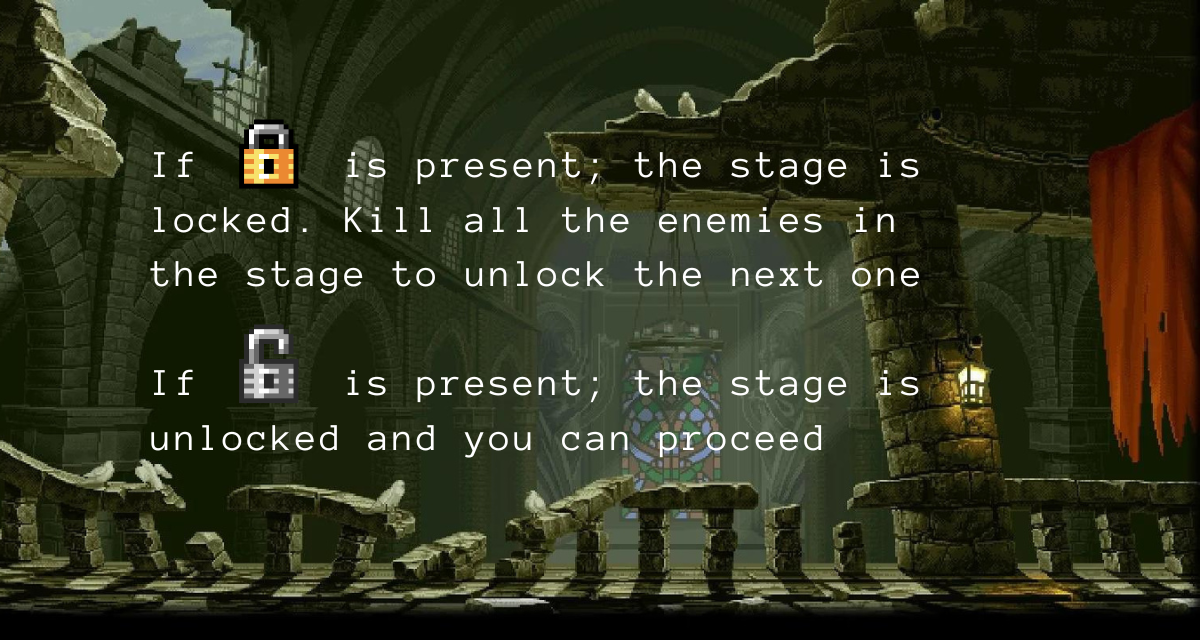 If is present; the stage is
locked. Kill all the enemies in
the stage to unlock the next one
If is present; the stage is
unlocked and you can proceed